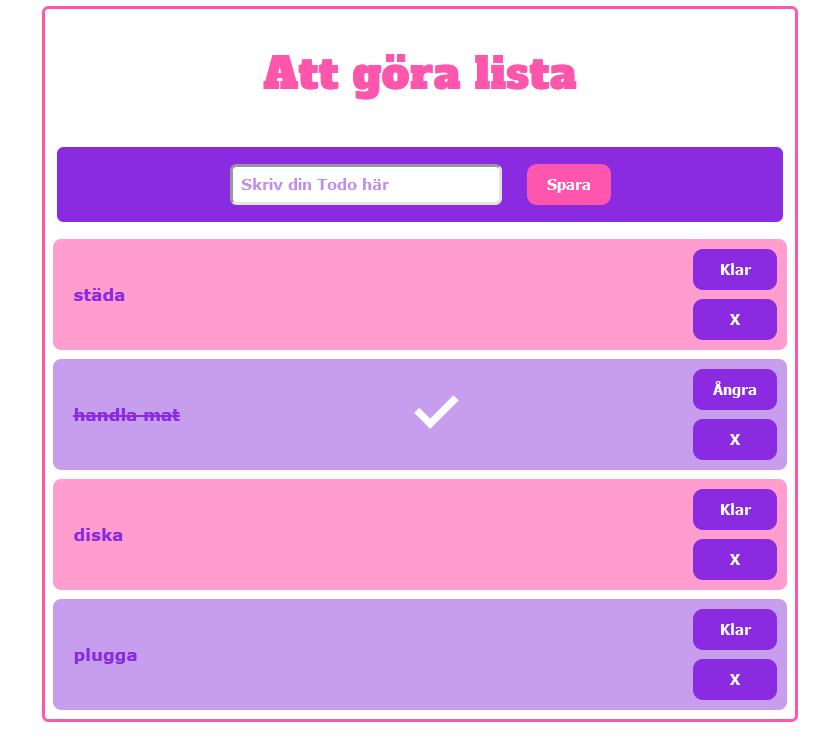 Att göra lista
Skriv din Todo här
Spara
städa
Klar
X
handla mat
Ångra
X
diska
Klar
X
plugga
Klar
X